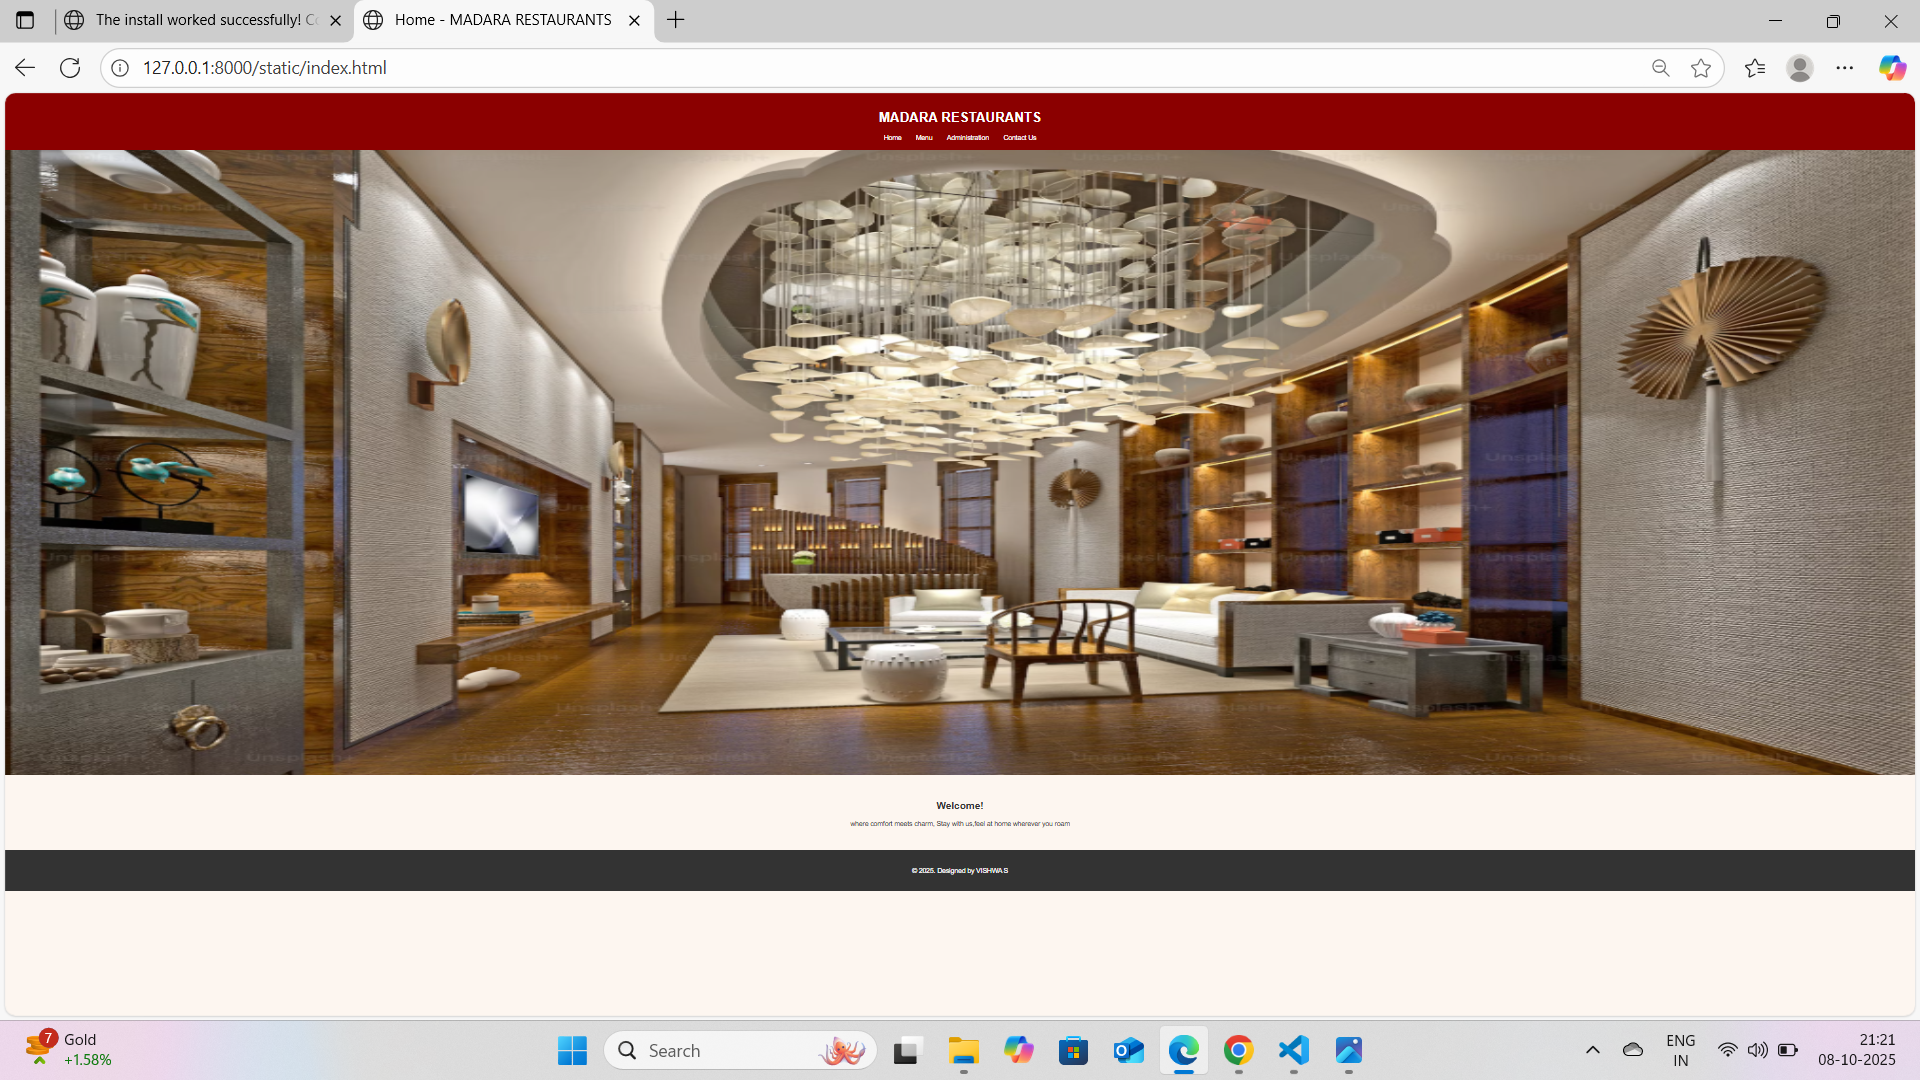 The install worked successfully! Co
Home - MADARA RESTAURANTS
127.0.0.1:8000/static/index.html
MADARA RESTAURANTS
Home Menu Administration Contact Us
Unsplash+
Welcome!
where comfort meets charm, Stay with us,feel at home wherever you roam
© 2025. Designed by VISHWA S
7
Gold
+1.58%
Search
ENG
IN
21:21
08-10-2025